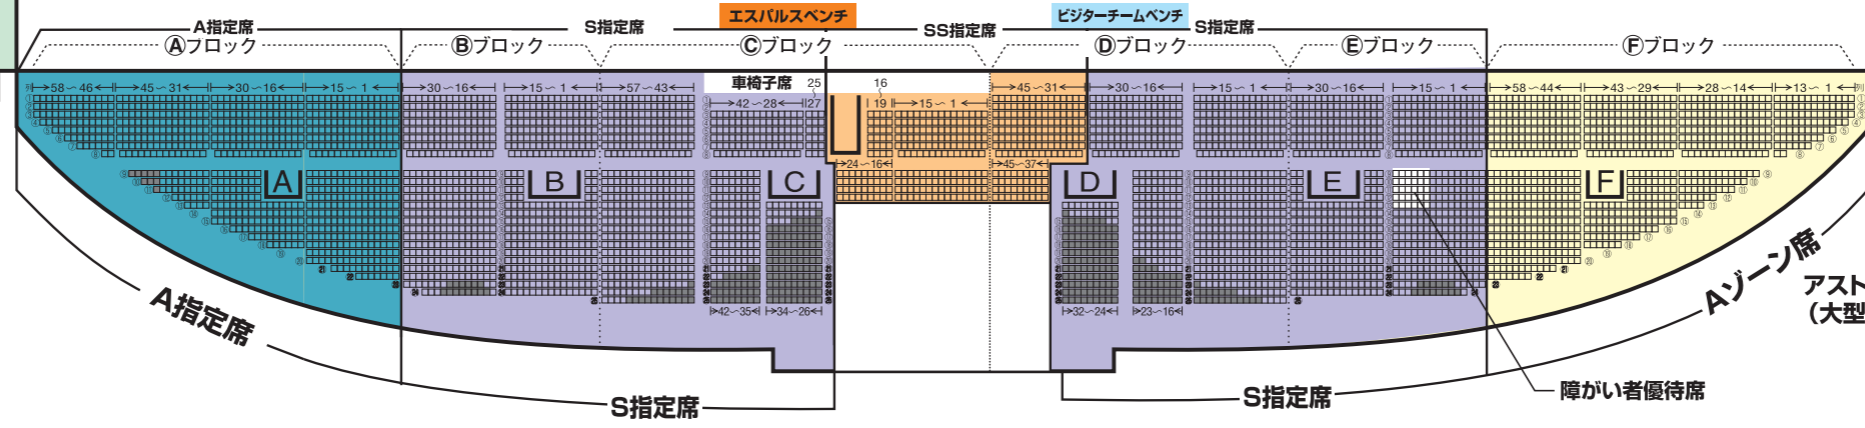 エスパルスベンチ
ビジターチームベンチ
A指定席
S指定席
SS指定席
S指定席
Ⓐブロック
Ⓑブロック
Ⓒブロック
Ⓓブロック
Ⓔブロック
Ⓕブロック
車椅子席
25
16
列
58〜46
45〜31
30〜16
15〜1
30〜16
15〜1
57〜43
42〜28
27
19
15〜1
45〜31
30〜16
15〜1
30〜16
15〜1
58〜44
43〜29
28〜14
13〜1
列
24〜16
45〜37
A
B
C
D
E
F
42〜35
34〜26
32〜24
23〜16
A指定席
S指定席
S指定席
Aゾーン席
障がい者優待席
アスト
（大型